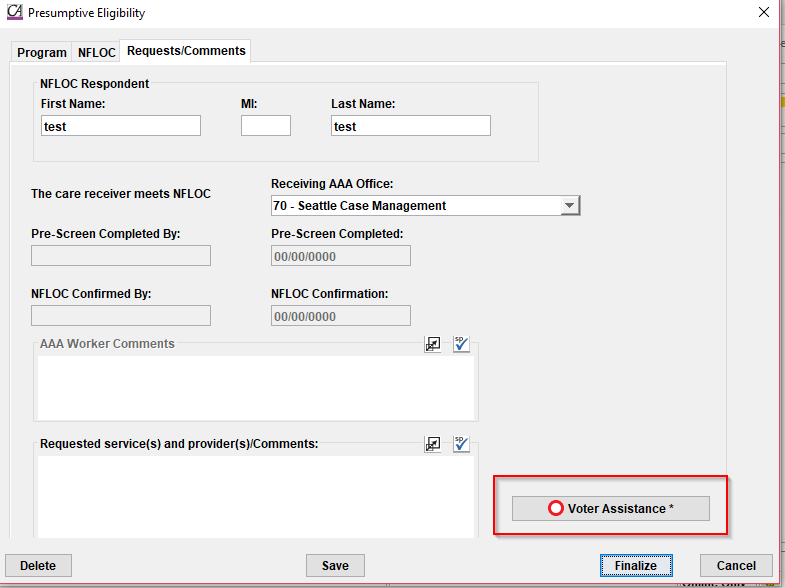 CA Presumptive Eligibility
Program NFLOC Requests/Comments
NFLOC Respondent
First Name: MI: Last Name:
test test
The care receiver meets NFLOC
Receiving AAA Office:
70 - Seattle Case Management
Pre-Screen Completed By: Pre-Screen Completed:
00/00/0000
NFLOC Confirmed By: NFLOC Confirmation:
00/00/0000
AAA Worker Comments
sp
Requested service(s) and provider(s)/Comments:
sp
Voter Assistance *
Delete Save Finalize Cancel